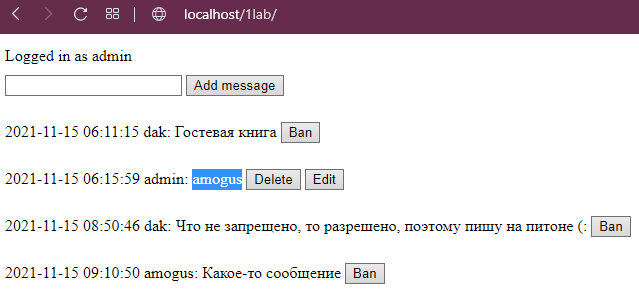 localhost/1lab/
Logged in as admin
Add message
2021-11-15 06:11:15 dak: Гостевая книга Ban
2021-11-15 06:15:59 admin: amogus Delete Edit
2021-11-15 08:50:46 dak: Что не запрещено, то разрешено, поэтому пишу на питоне (: Ban
2021-11-15 09:10:50 amogus: Какое-то сообщение Ban